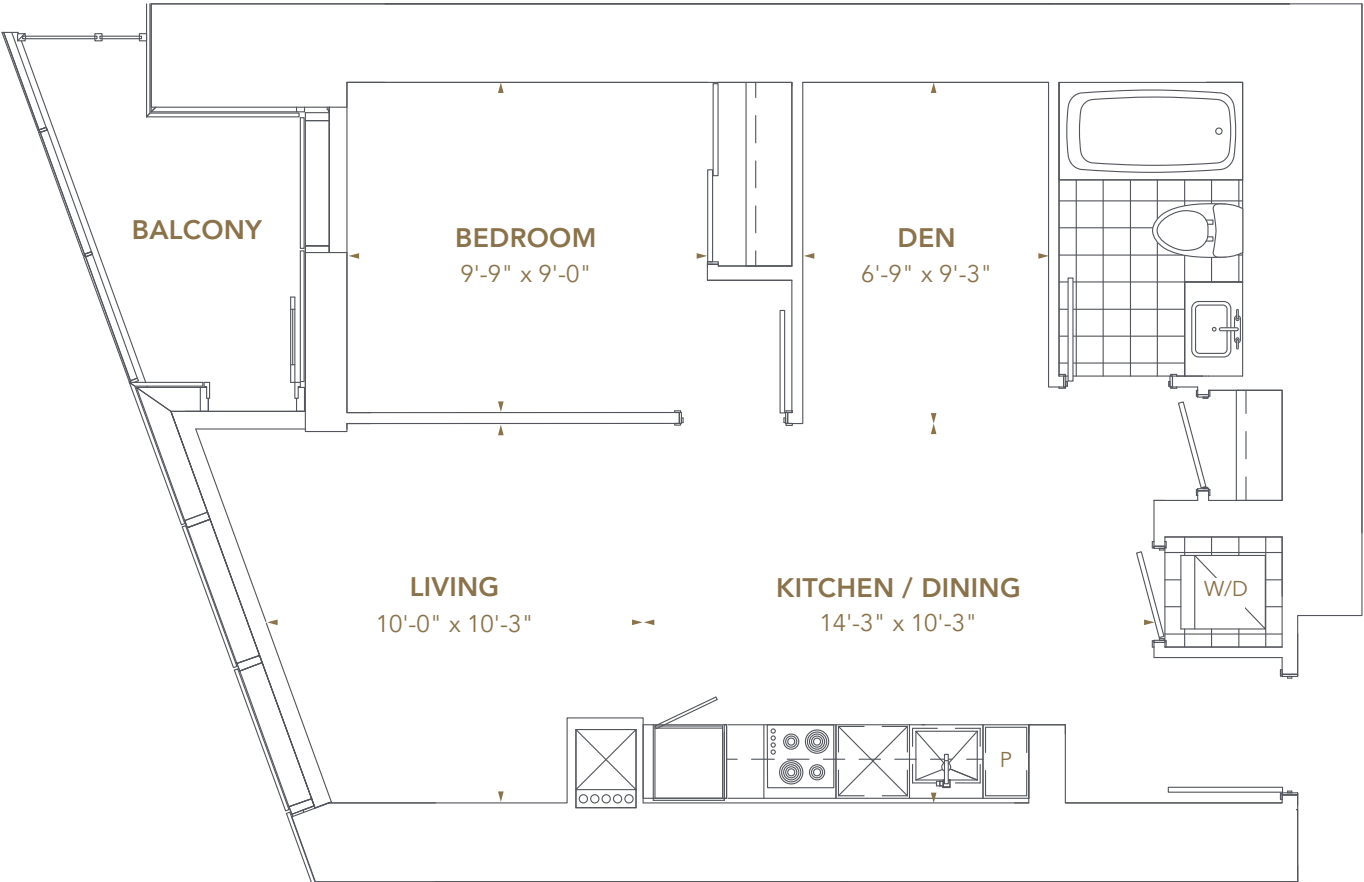 BALCONY
BEDROOM
9'-9" x 9'-0"
DEN
6'-9" x 9'-3"
LIVING
10'-0" x 10'-3"
KITCHEN / DINING
14'-3" x 10'-3"
W/D
P